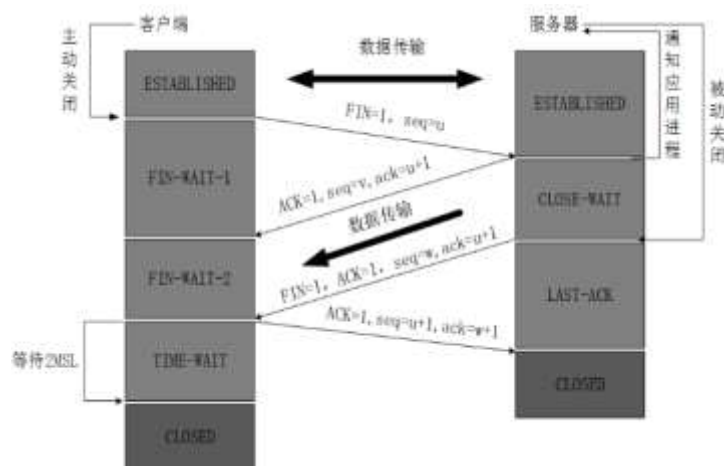 客户端
服务器
主动关闭
数据传输
通知应用进程
被动关闭
ESTABLISHED
ESTABLISHED
FIN=1, seq=u
FIN-WAIT-1
ACK=1,seq=v,ack=u+1
CLOSE-WAIT
数据传输
FIN-WAIT-2
FIN=1, ACK=1, seq=w,ack=u+1
LAST-ACK
ACK=1,seq=u+1,ack=w+1
等待2MSL
TIME-WAIT
CLOSED
CLOSED